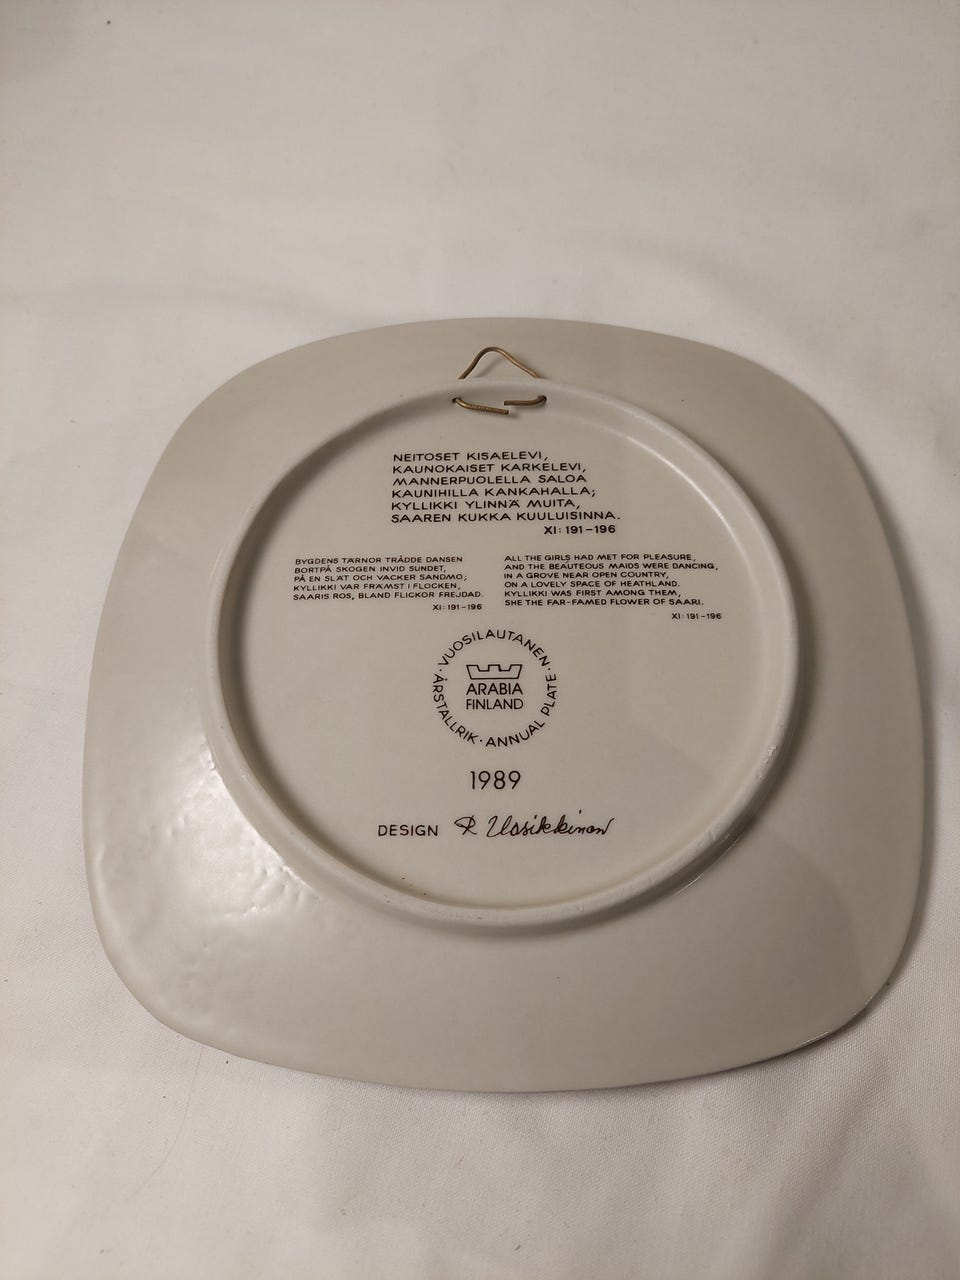 NEITOSET KISAELEVI,
KAUNOKAISET KARKELEVI,
MANNERPUOLELLA SALOA
KAUNIHILLA KANKAHALLA;
KYLLIKKI YLINNÄ MUITA,
SAAREN KUKKA KUULUISINNA.
XI: 191-196
BYGDENS TÄRNOR TRÅDDE DANSEN
BORTPÅ SKOGEN INVID SUNDET,
PÅ EN SLÄT OCH VACKER SANDMO;
KYLLIKKI VAR FRÄMST I FLOCKEN,
SAARIS ROS, BLAND FLICKOR FREJDAD.
XI: 191-196
ALL THE GIRLS HAD MET FOR PLEASURE,
AND THE BEAUTEOUS MAIDS WERE DANCING,
IN A GROVE NEAR OPEN COUNTRY,
ON A LOVELY SPACE OF HEATHLAND.
KYLLIKKI WAS FIRST AMONG THEM,
SHE THE FAR-FAMED FLOWER OF SAARI.
XI: 191-196
VUOSILAUTANEN · ANNUAL PLATE · ÅRSTALLRIK ·
ARABIA
FINLAND
1989
DESIGN R Uosikkinen